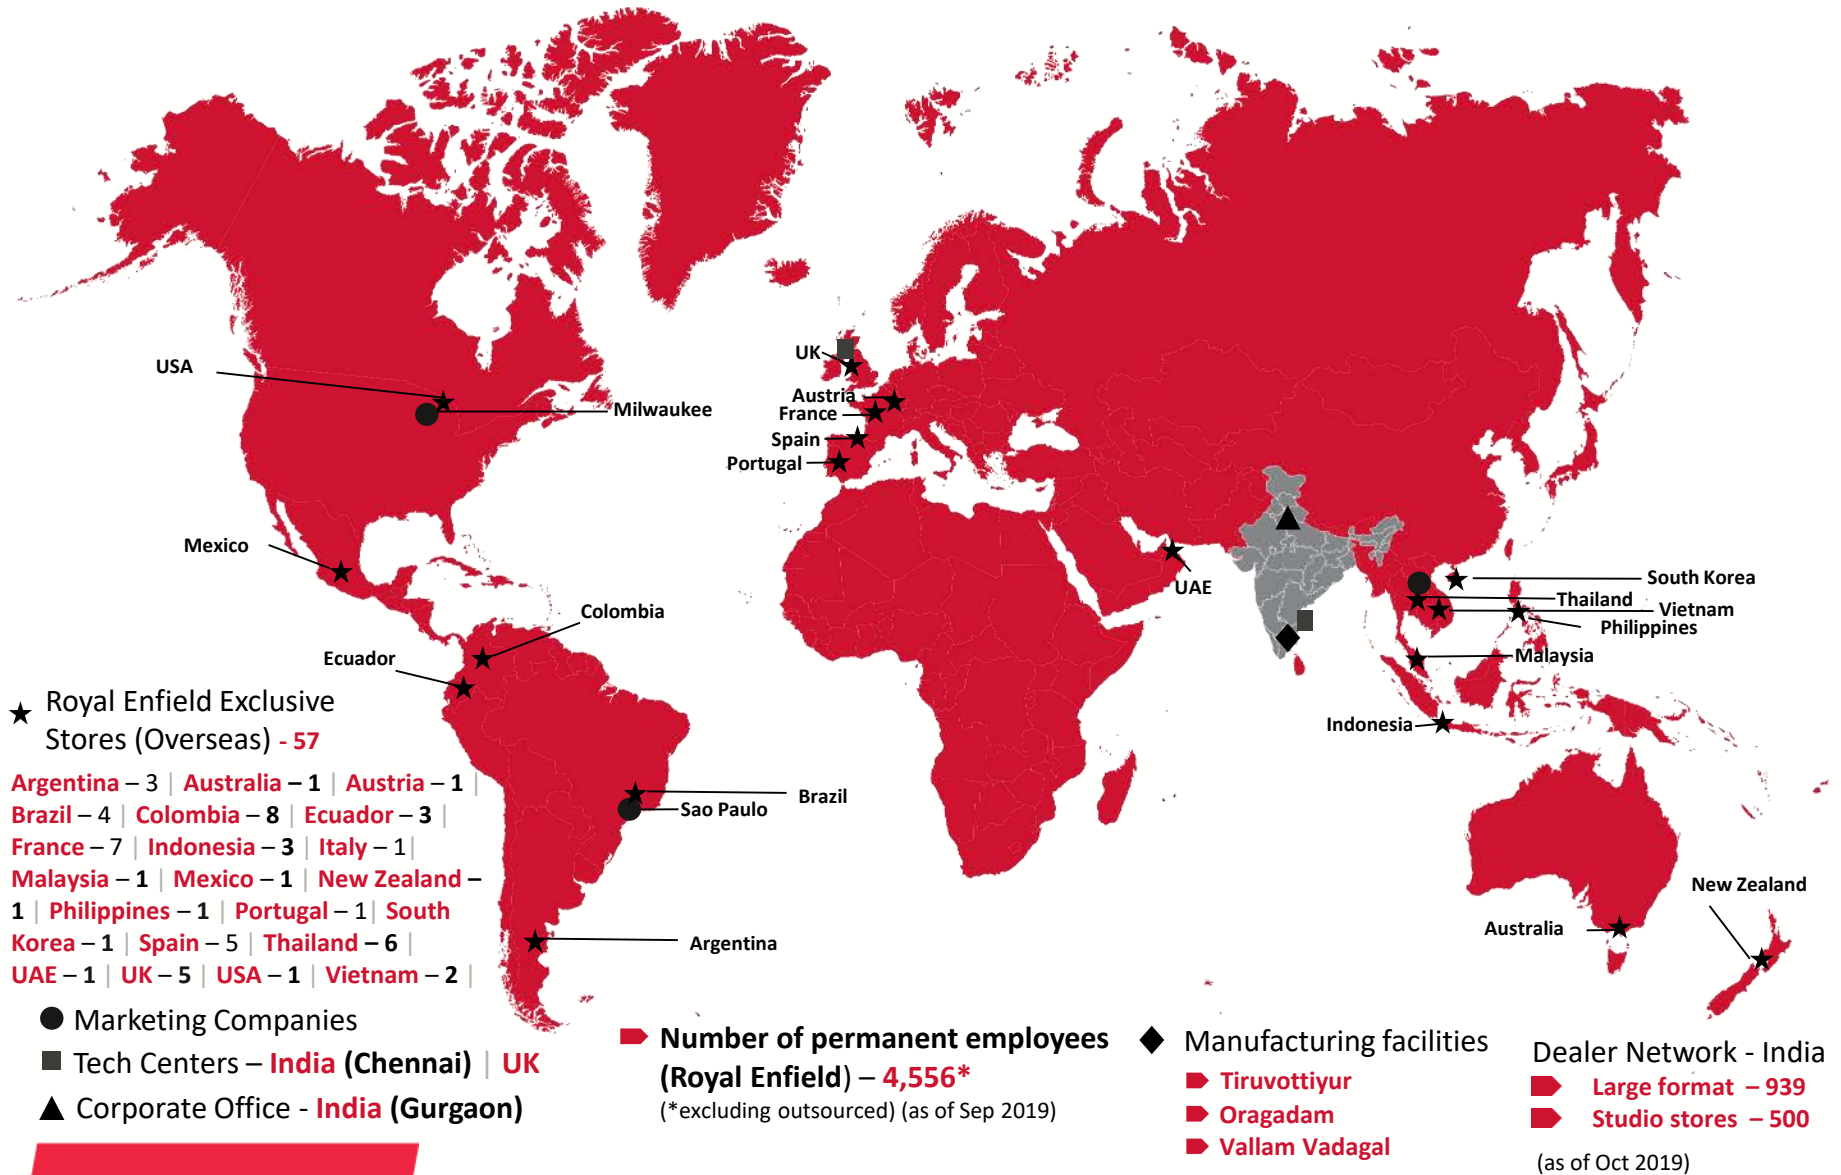 USA
Milwaukee
UK
Austria
France
Spain
Portugal
Mexico
UAE
South Korea
Thailand
Vietnam
Philippines
Colombia
Ecuador
Malaysia
Indonesia
Brazil
Sao Paulo
New Zealand
Australia
Argentina
Royal Enfield Exclusive
Stores (Overseas) - 57
Argentina – 3 | Australia – 1 | Austria – 1 |
Brazil – 4 | Colombia – 8 | Ecuador – 3 |
France – 7 | Indonesia – 3 | Italy – 1|
Malaysia – 1 | Mexico – 1 | New Zealand –
1 | Philippines – 1 | Portugal – 1| South
Korea – 1 | Spain – 5 | Thailand – 6 |
UAE – 1 | UK – 5 | USA – 1 | Vietnam – 2 |
Marketing Companies
Tech Centers – India (Chennai) | UK
Corporate Office - India (Gurgaon)
Number of permanent employees
(Royal Enfield) – 4,556*
(*excluding outsourced) (as of Sep 2019)
Manufacturing facilities
Tiruvottiyur
Oragadam
Vallam Vadagal
Dealer Network - India
Large format – 939
Studio stores – 500
(as of Oct 2019)